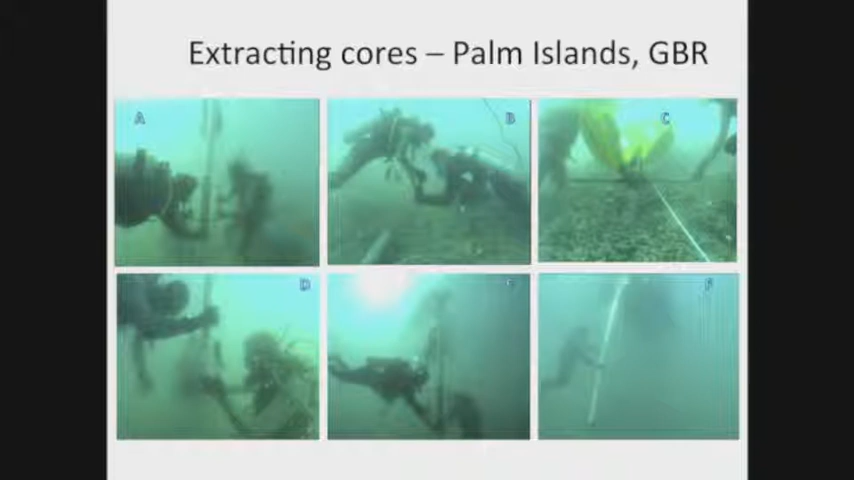 Extracting cores – Palm Islands, GBR
A
B
C
D
F